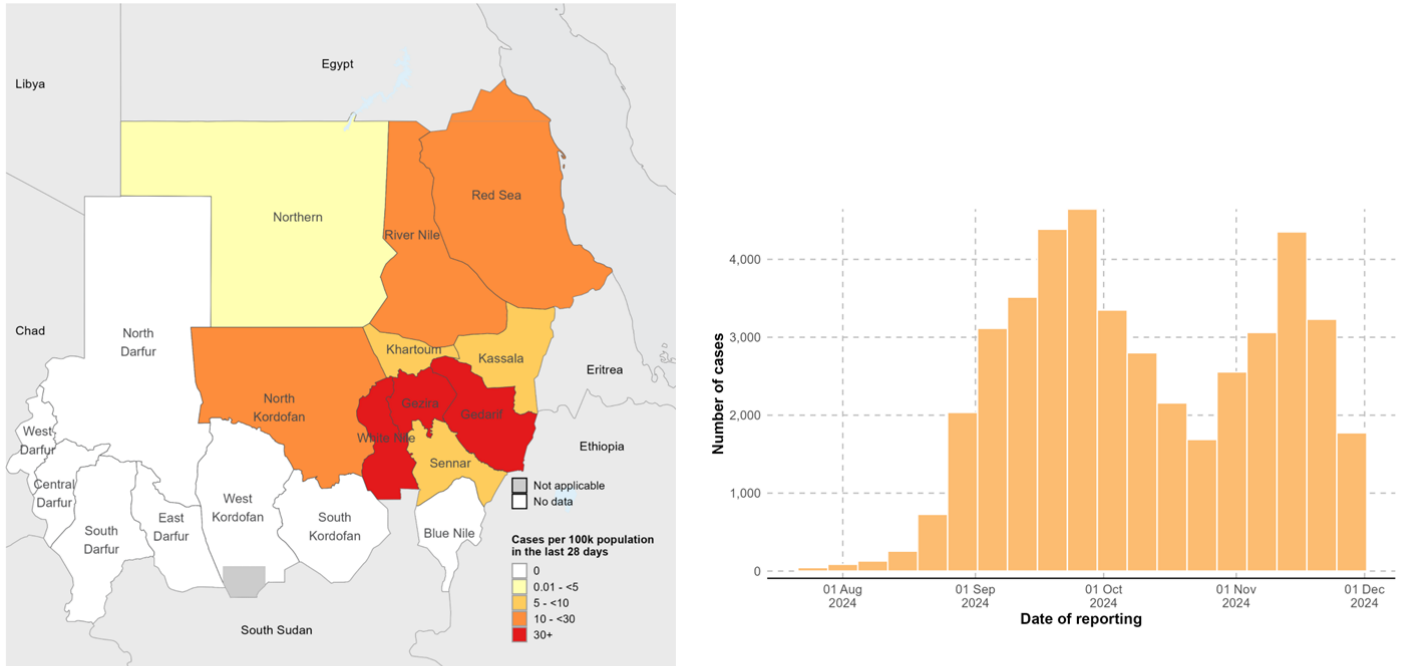 Egypt
Libya
Red Sea
Northern
River Nile
Chad
North
Darfur
Khartoum
Kassala
Eritrea
North
Kordofan
Gezira
Gedaref
West
Darfur
White Nile
Ethiopia
Sennar
Central
Darfur
West
Kordofan
South
Kordofan
East
Darfur
South
Darfur
Blue Nile
South Sudan
Not applicable
No data
Cases per 100k population
in the last 28 days
0
0.01 - <5
5 - <10
10 - <30
30+
Number of cases
4,000
3,000
2,000
1,000
0
01 Aug
2024
01 Sep
2024
01 Oct
2024
01 Nov
2024
01 Dec
2024
Date of reporting